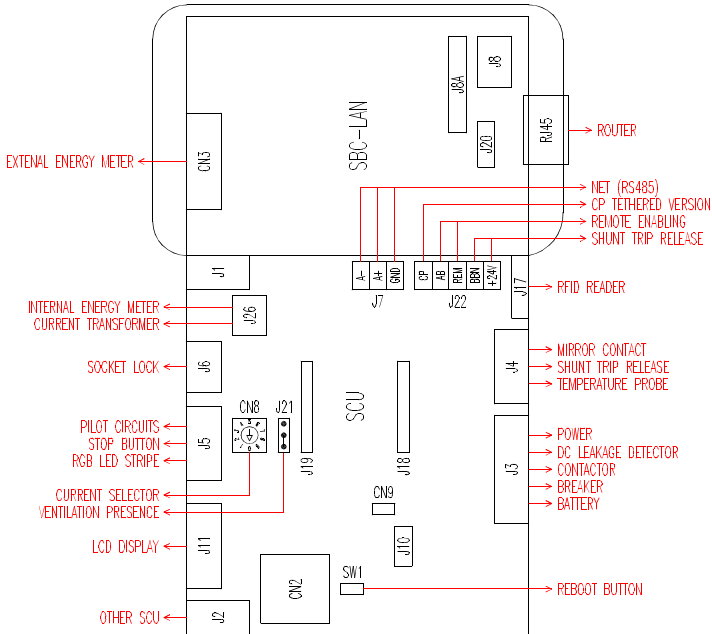 J8
J8A
SBC-LAN
J20
RJ45
ROUTER
CN3
EXTENAL ENERGY METER
NET (RS485)
CP TETHERED VERSION
REMOTE ENABLING
SHUNT TRIP RELEASE
A-
A+
GND
CP
AB
REM
BBN
+24V
J1
J7
J22
J17
RFID READER
INTERNAL ENERGY METER
CURRENT TRANSFORMER
J26
SOCKET LOCK
J6
J4
MIRROR CONTACT
SHUNT TRIP RELEASE
TEMPERATURE PROBE
SCU
CN8
J21
PILOT CIRCUITS
STOP BUTTON
RGB LED STRIPE
J5
J19
J18
J3
POWER
DC LEAKAGE DETECTOR
CONTACTOR
BREAKER
BATTERY
CURRENT SELECTOR
VENTILATION PRESENCE
CN9
LCD DISPLAY
J11
J10
CN2
SW1
REBOOT BUTTON
OTHER SCU
J2